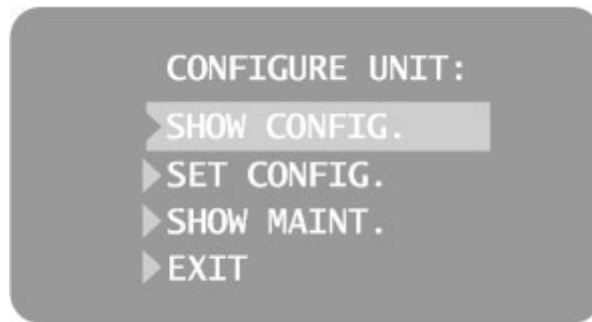 CONFIGURE UNIT:
SHOW CONFIG.
SET CONFIG.
SHOW MAINT.
EXIT